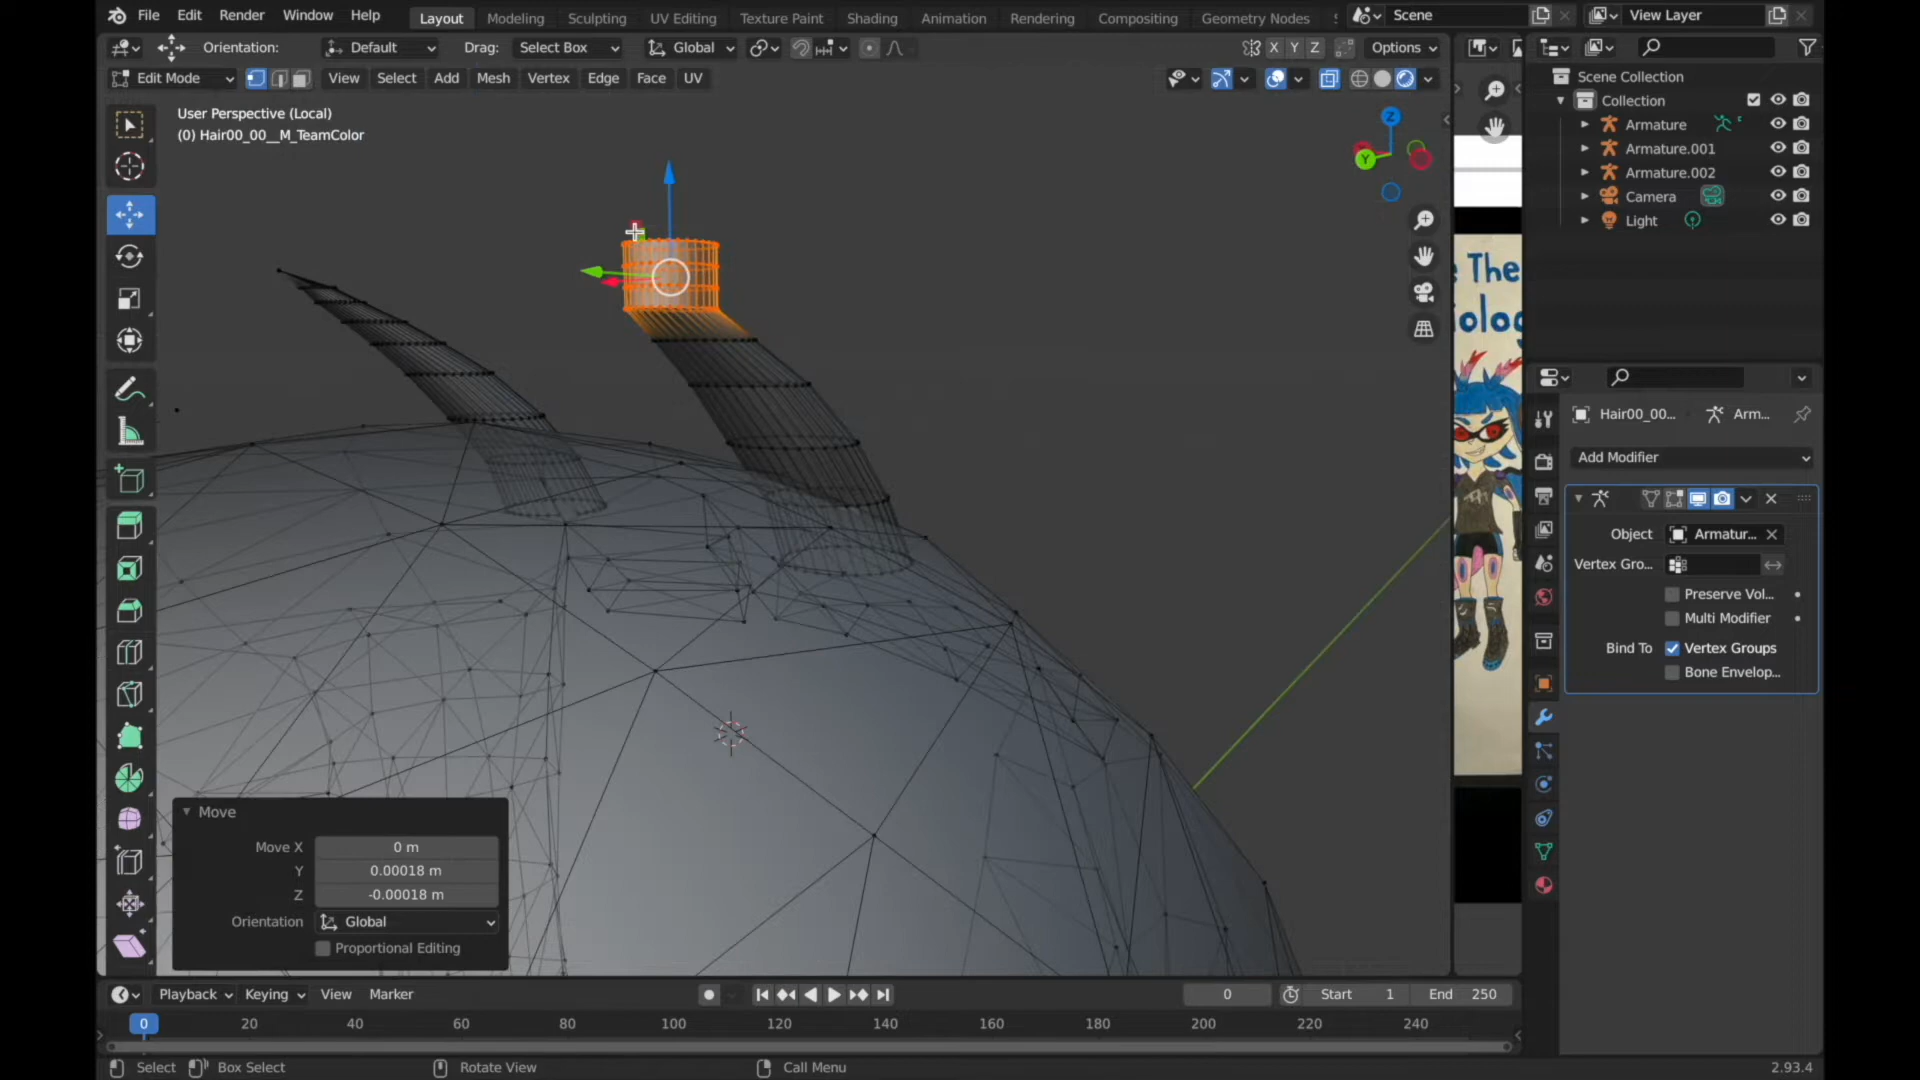 File Edit Render Window Help Layout Modeling Sculpting UV Editing Texture Paint Shading Animation Rendering Compositing Geometry Nodes Scene View Layer
Orientation: Default Drag: Select Box Global X Y Z Options
Edit Mode View Select Add Mesh Vertex Edge Face UV
User Perspective (Local)
(0) Hair00_00__M_TeamColor
Z
Y
Scene Collection
Collection
Armature
Armature.001
Armature.002
Camera
Light
The
olog
Hair00_00... Arm...
Add Modifier
Object Armatur...
Vertex Gro...
Preserve Vol...
Multi Modifier
Bind To Vertex Groups
Bone Envelop...
Move
Move X 0 m
Y 0.00018 m
Z -0.00018 m
Orientation Global
Proportional Editing
Playback Keying View Marker 0 Start 1 End 250
0 20 40 60 80 100 120 140 160 180 200 220 240
Select Box Select Rotate View Call Menu 2.93.4